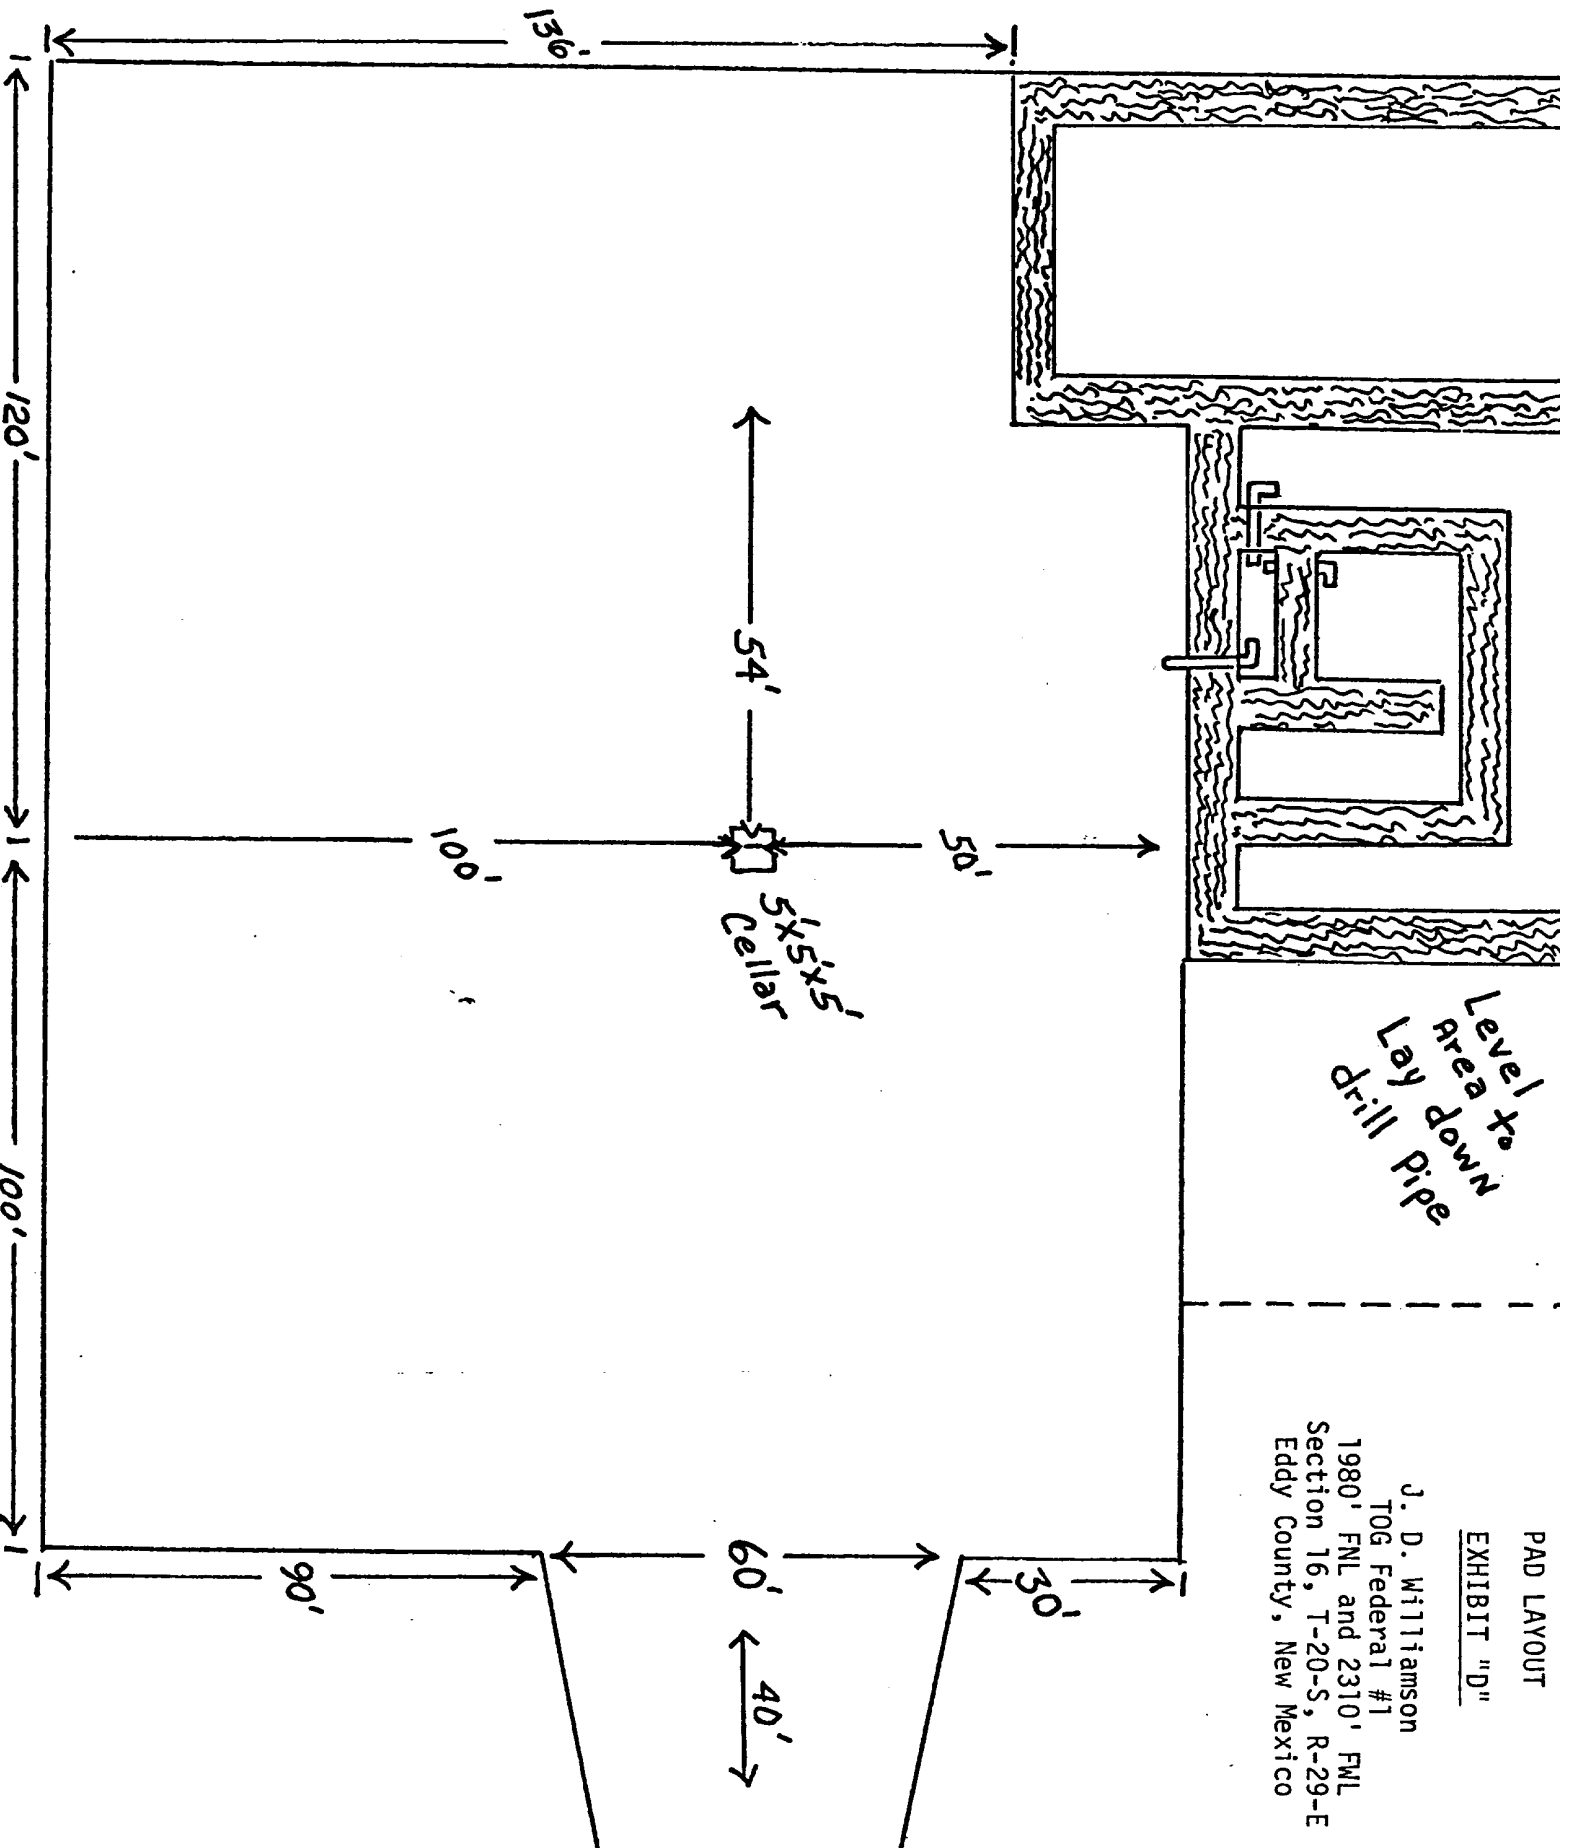 PAD LAYOUT
EXHIBIT "D"
J. D. Williamson
TOG Federal #1
1980' FNL and 2310' FWL
Section 16, T-20-S, R-29-E
Eddy County, New Mexico
Level
Area to
Lay down
drill Pipe
136'
120'
100'
54'
100'
50'
5'x5'x5'
Cellar
90'
60'
30'
40'